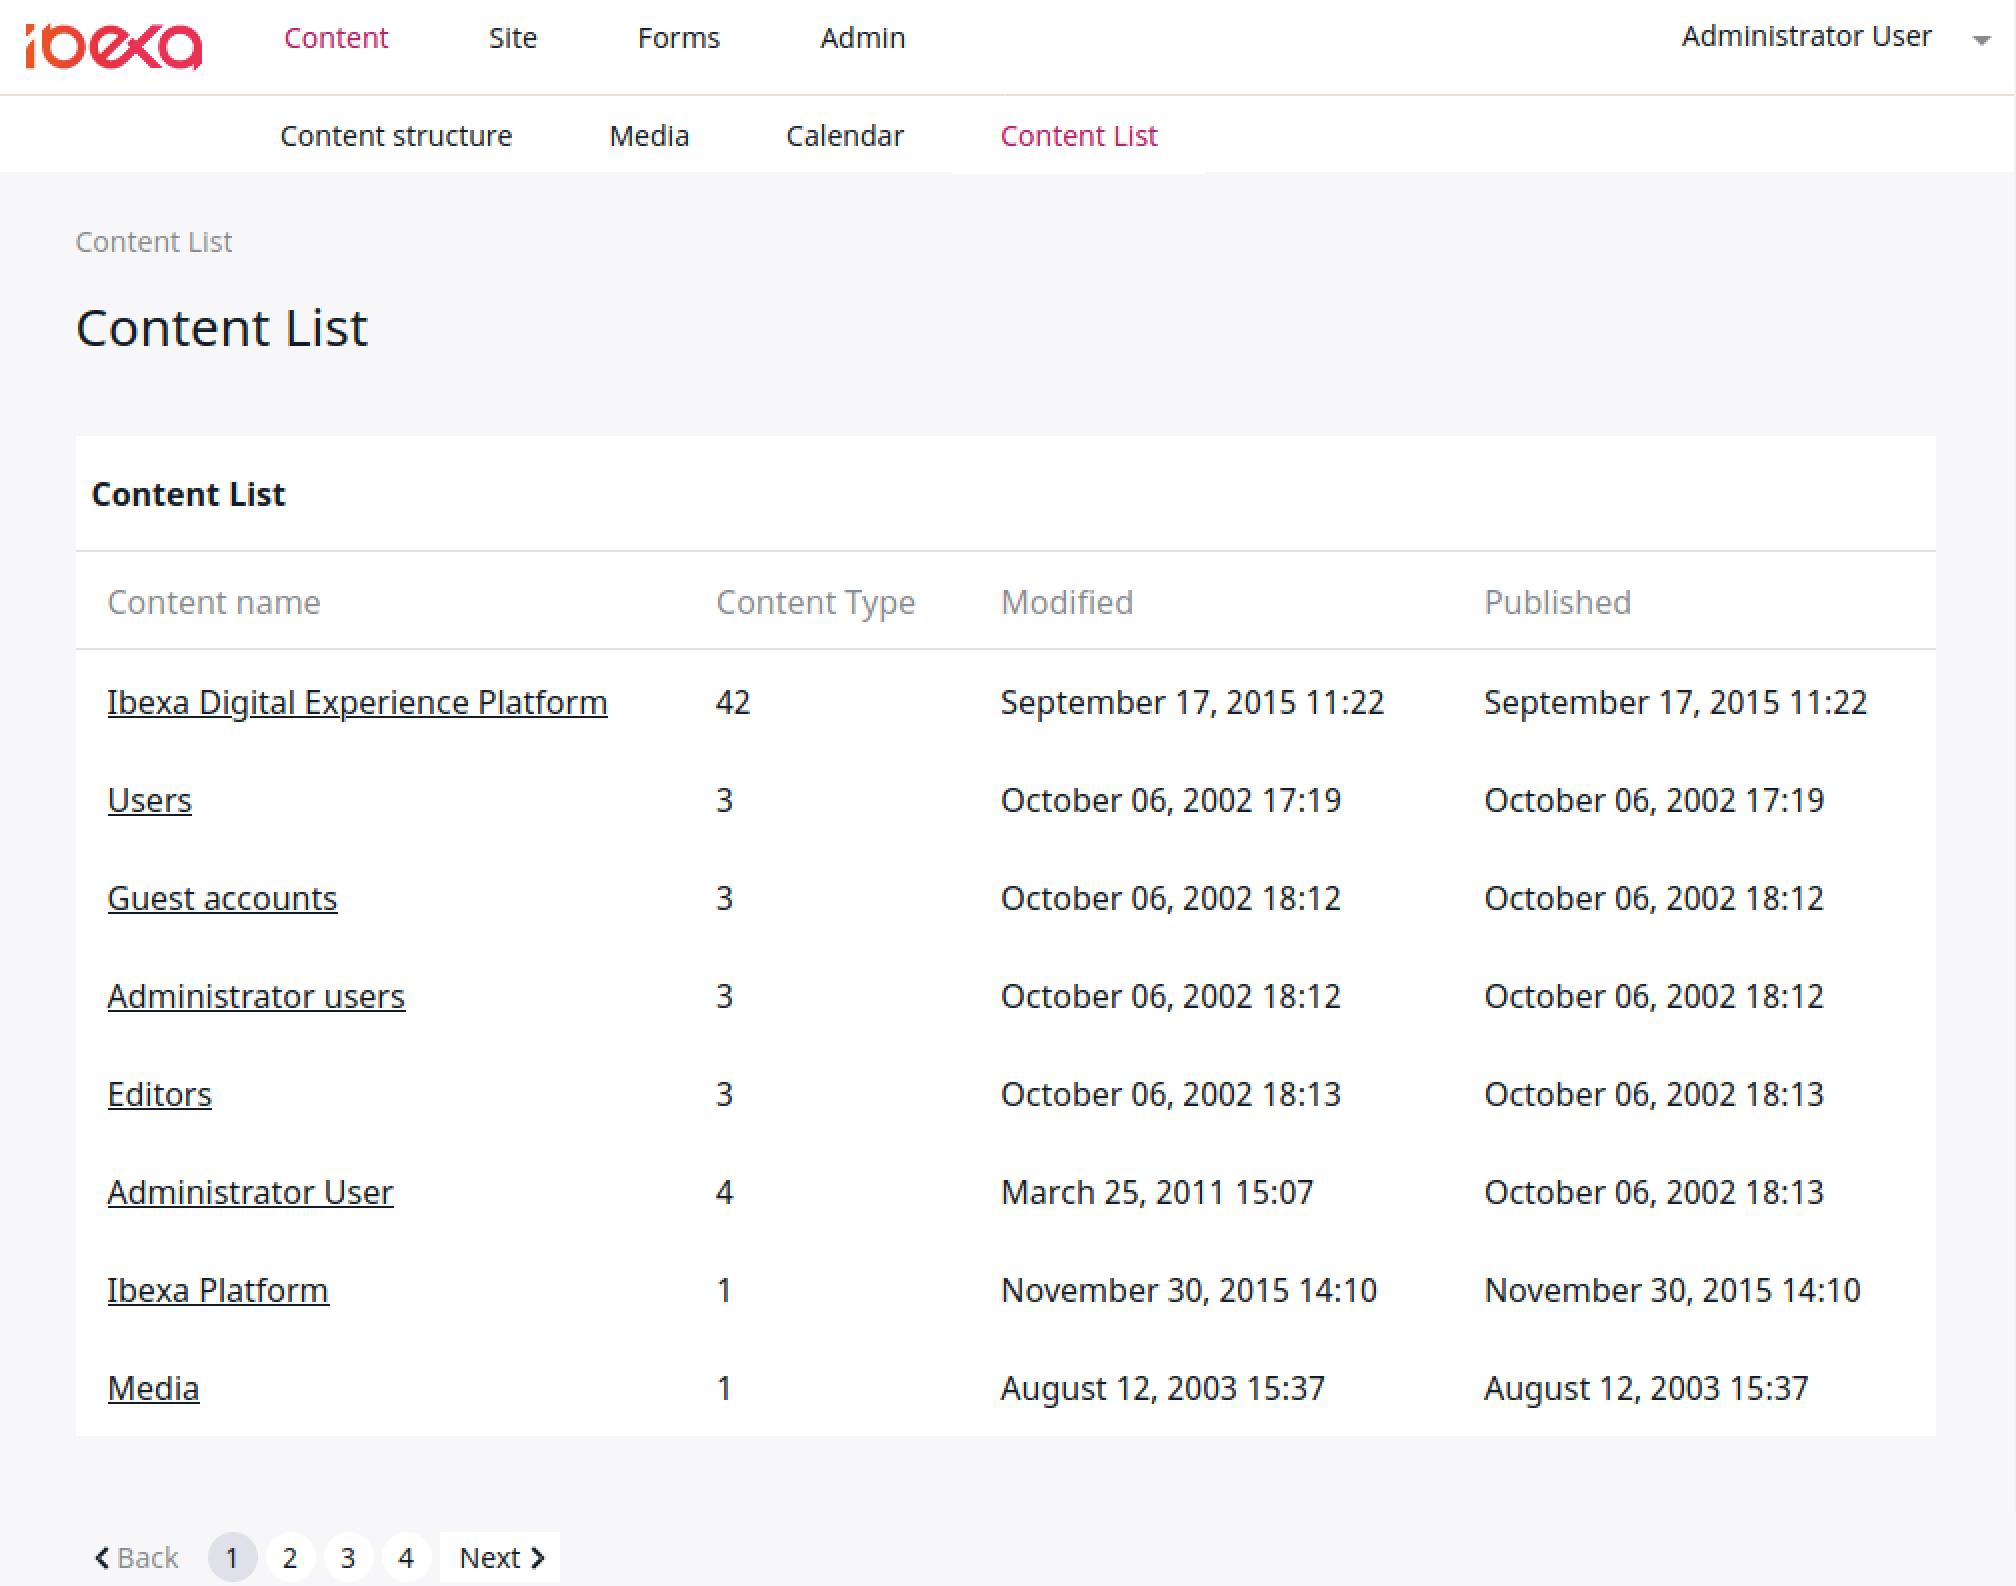 ibexa Content Site Forms Admin Administrator User
Content structure Media Calendar Content List
Content List
Content List
Content List
Content name Content Type Modified Published
Ibexa Digital Experience Platform 42 September 17, 2015 11:22 September 17, 2015 11:22
Users 3 October 06, 2002 17:19 October 06, 2002 17:19
Guest accounts 3 October 06, 2002 18:12 October 06, 2002 18:12
Administrator users 3 October 06, 2002 18:12 October 06, 2002 18:12
Editors 3 October 06, 2002 18:13 October 06, 2002 18:13
Administrator User 4 March 25, 2011 15:07 October 06, 2002 18:13
Ibexa Platform 1 November 30, 2015 14:10 November 30, 2015 14:10
Media 1 August 12, 2003 15:37 August 12, 2003 15:37
Back 1 2 3 4 Next